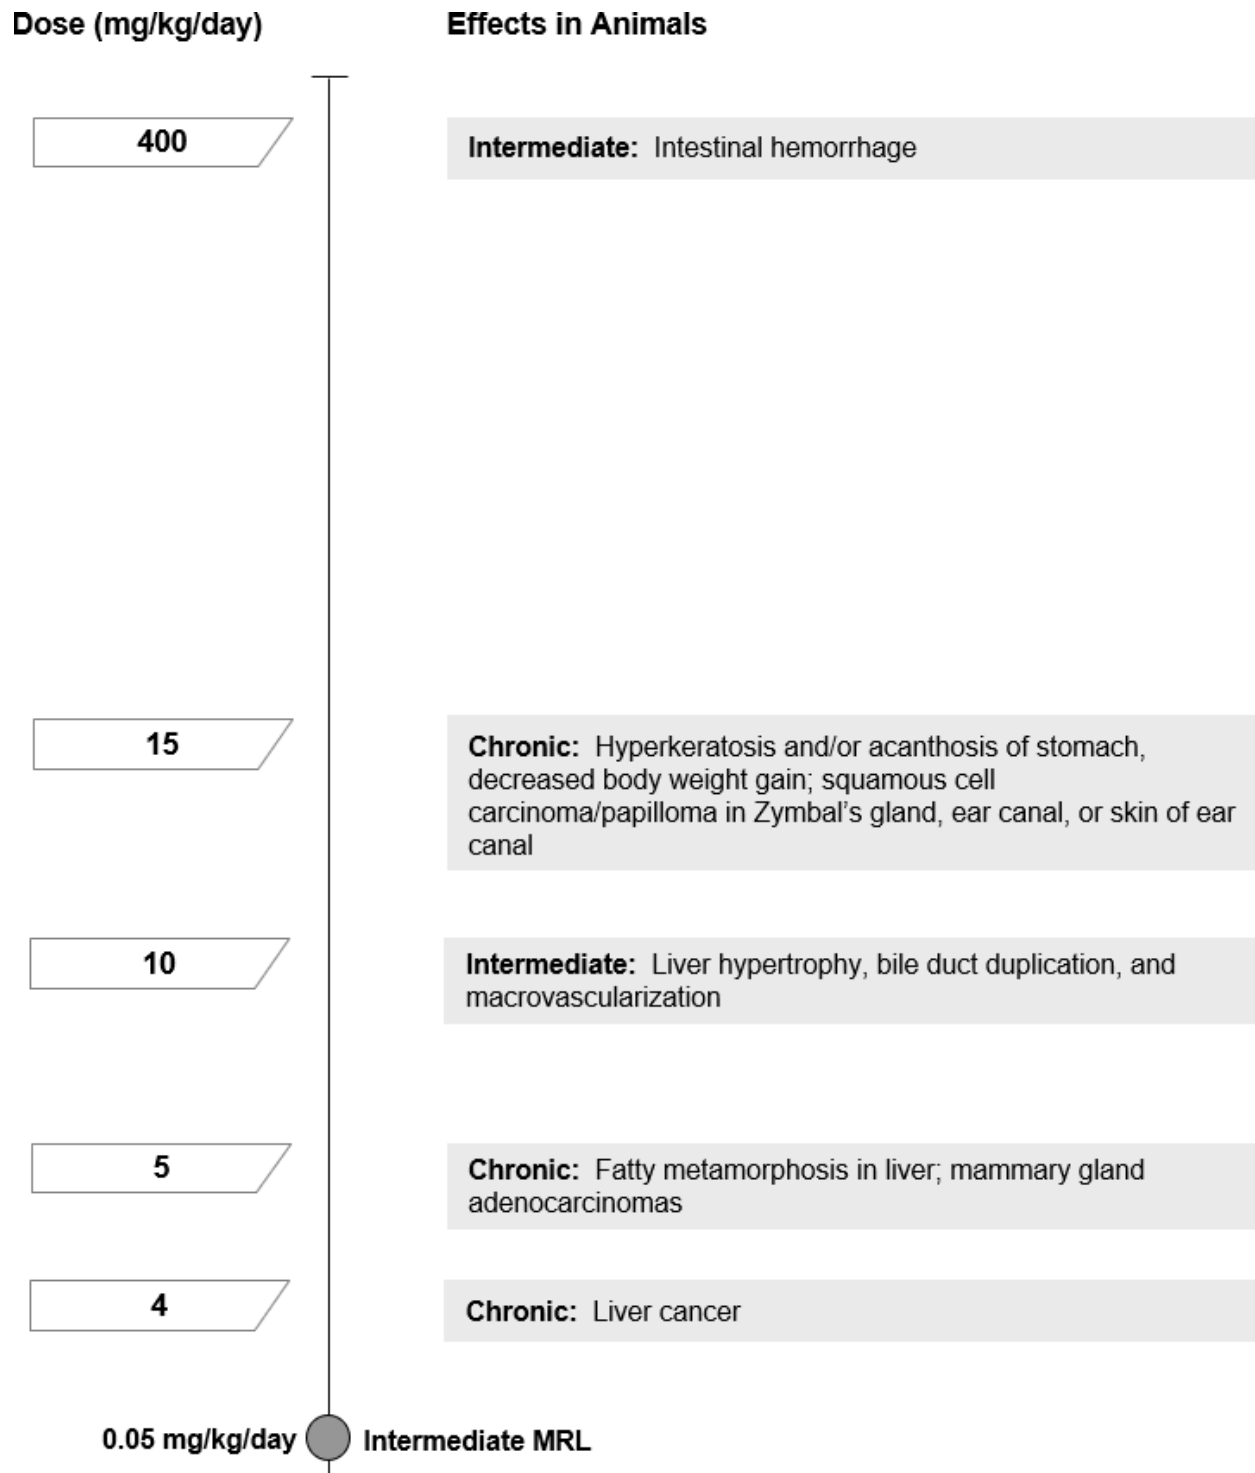 Dose (mg/kg/day) Effects in Animals
400 Intermediate: Intestinal hemorrhage
15 Chronic: Hyperkeratosis and/or acanthosis of stomach,
decreased body weight gain; squamous cell
carcinoma/papilloma in Zymbal's gland, ear canal, or skin of ear
canal
10 Intermediate: Liver hypertrophy, bile duct duplication, and
macrovascularization
5 Chronic: Fatty metamorphosis in liver; mammary gland
adenocarcinomas
4 Chronic: Liver cancer
0.05 mg/kg/day Intermediate MRL